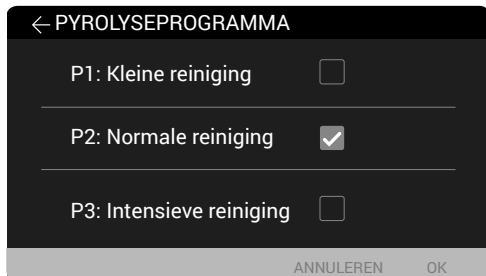 PYROLYSEPROGRAMMA
P1: Kleine reiniging
P2: Normale reiniging
P3: Intensieve reiniging
ANNULEREN OK